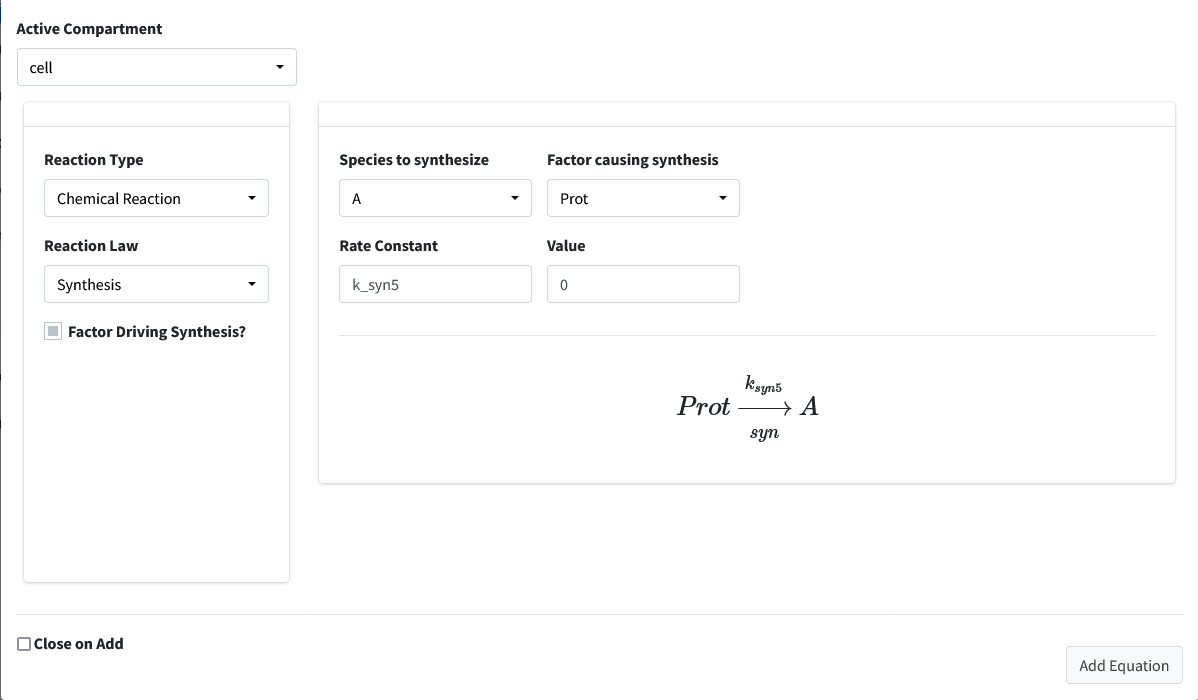 Active Compartment
cell
Reaction Type
Chemical Reaction
Reaction Law
Synthesis
Factor Driving Synthesis?
Species to synthesize
Factor causing synthesis
A
Prot
Rate Constant
Value
k_syn5
0
k_{syn5}
Prot ⟶ A
syn
Close on Add
Add Equation